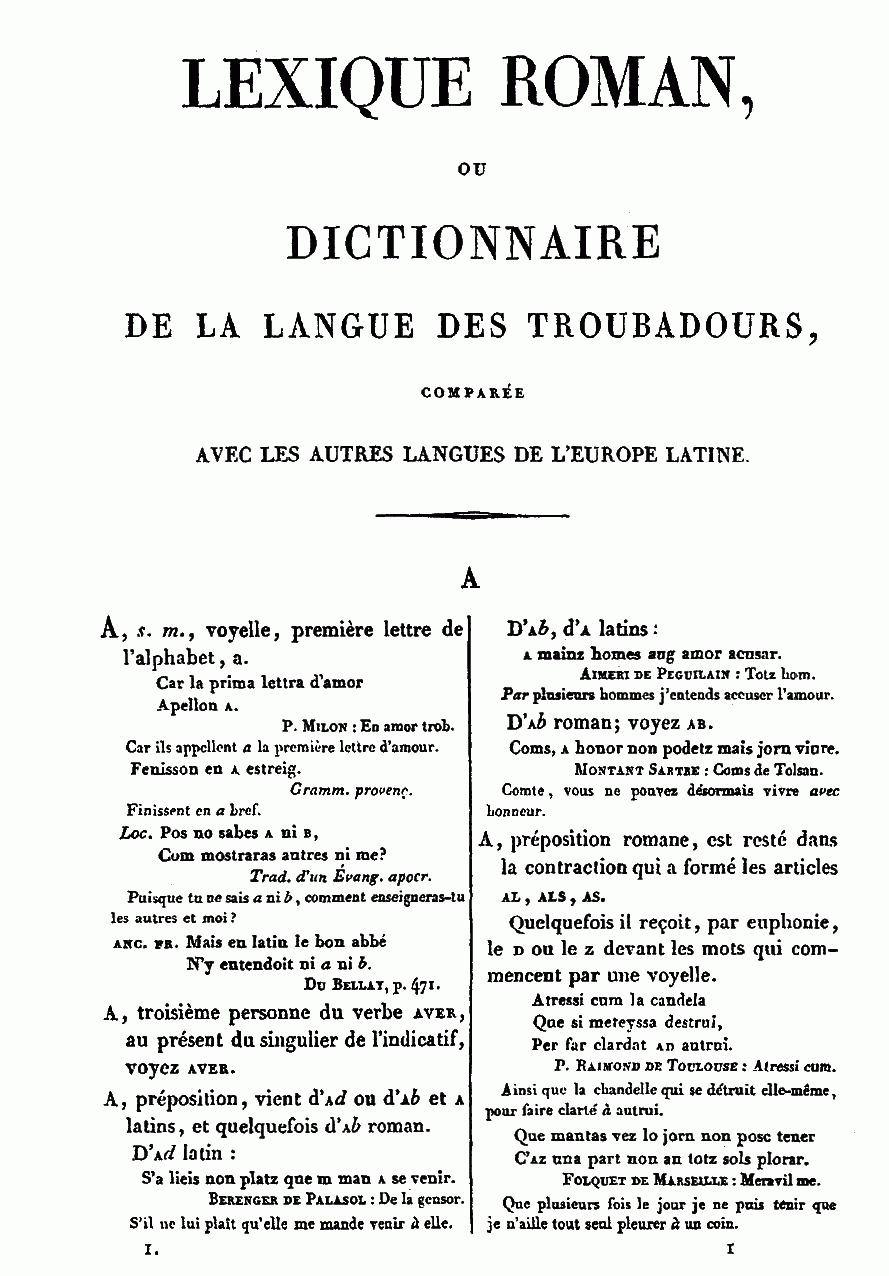 LEXIQUE ROMAN,
OU
DICTIONNAIRE
DE LA LANGUE DES TROUBADOURS,
COMPARÉE
AVEC LES AUTRES LANGUES DE L'EUROPE LATINE.
A
A, s. m., voyelle, première lettre de
l'alphabet, a.
Car la prima lettra d'amor
Apellon A.
P. MILON : En amor trob.
Car ils appellent a la première lettre d'amour.
Fenisson en A estreig.
Gramm. provenç.
Finissent en a bref.
Loc. Pos no sabes A ni B,
Com mostraras autres ni me?
Trad. d'un Évang. apocr.
Puisque tu ne sais a ni b, comment enseigneras-tu
les autres et moi?
ANC. FR. Mais en latin le bon abbé
N'y entendoit ni a ni b.
DU BELLAY, p. 471.
A, troisième personne du verbe AVER,
au présent du singulier de l'indicatif,
voyez AVER.
A, préposition, vient d'Ad ou d'Ab et A
latins, et quelquefois d'Ab roman.
D'Ad latin :
S'a lieis non platz que m man A se venir.
BERENGER DE PALASOL : De la gensor.
S'il ne lui plaît qu'elle me mande venir à elle.
I.
D'Ab, d'A latins :
A mainz homes aug amor acusar.
AIMERI DE PEGUILAIN : Totz hom.
Par plusieurs hommes j'entends accuser l'amour.
D'Ab roman; voyez AB.
Coms, A honor non podetz mais jorn viure.
MONTANT SARTRE : Coms de Tolsan.
Comte, vous ne pouvez désormais vivre avec
honneur.
A, préposition romane, est resté dans
la contraction qui a formé les articles
AL, ALS, AS.
Quelquefois il reçoit, par euphonie,
le D ou le Z devant les mots qui com-
mencent par une voyelle.
Atressi cum la candela
Que si meteyssa destrui,
Per far clardat AD autrui.
P. RAIMOND DE TOULOUSE : Atressi cum.
Ainsi que la chandelle qui se détruit elle-même,
pour faire clarté à autrui.
Que mantas vez lo jorn non posc tener
C'AZ una part non an totz sols plorar.
FOLQUET DE MARSEILLE : Meravil me.
Que plusieurs fois le jour je ne puis tenir que
je n'aille tout seul pleurer à un coin.
1